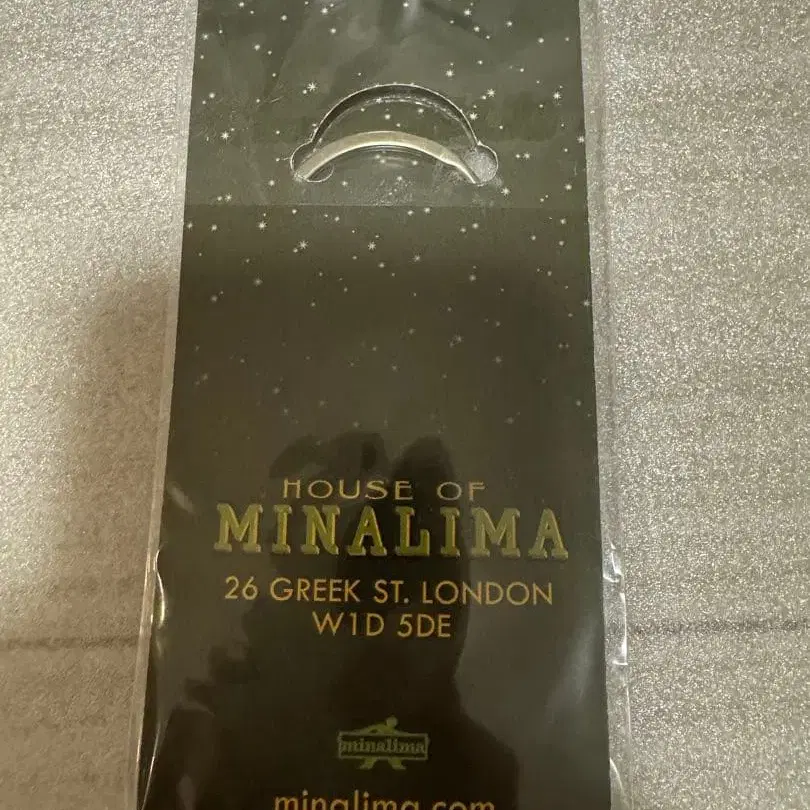 HOUSE OF
MINALIMA
26 GREEK ST. LONDON
W1D 5DE
minalima
minalima.com